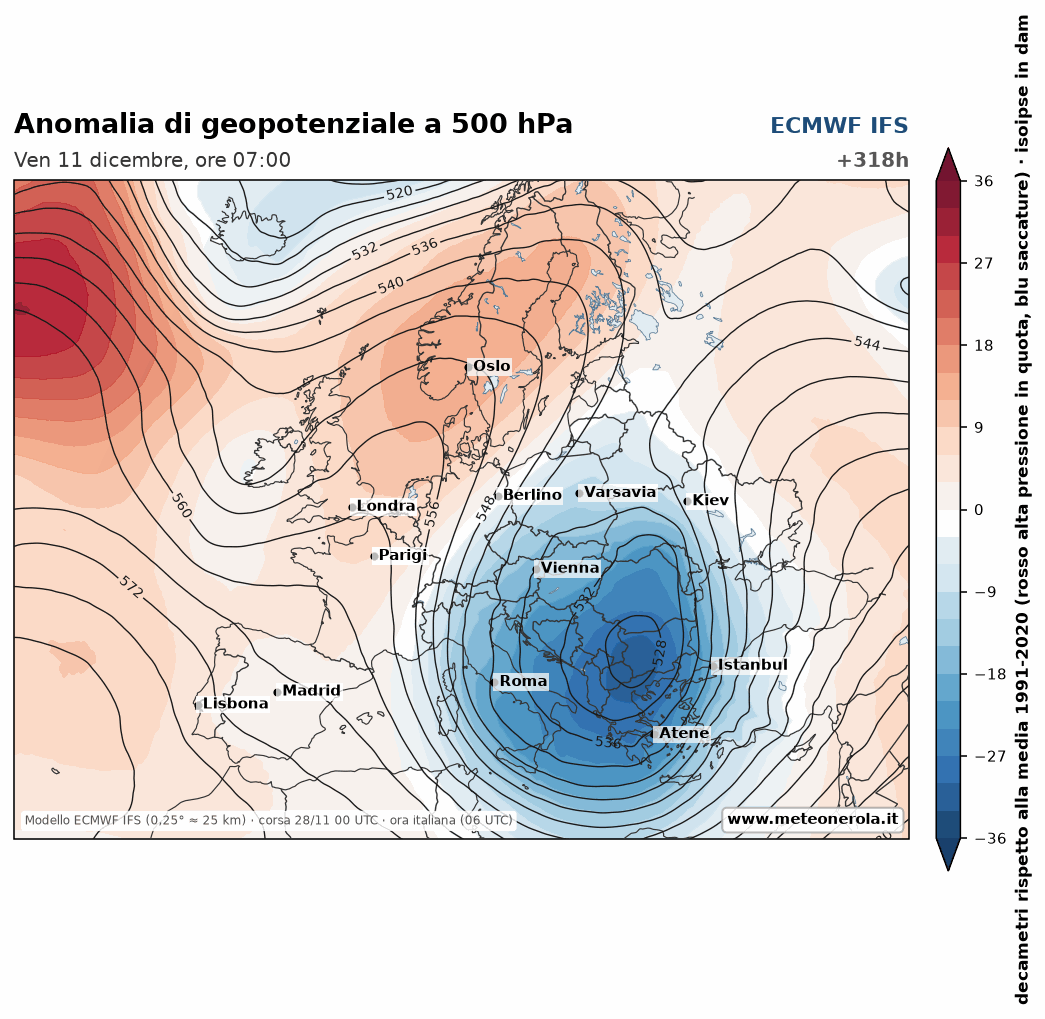 Anomalia di geopotenziale a 500 hPa
ECMWF IFS
Ven 11 dicembre, ore 07:00
+318h
520
532
536
540
544
Oslo
560
Londra
556
548
Berlino
Varsavia
Kiev
Parigi
Vienna
572
532
528
Istanbul
Roma
Madrid
Lisbona
Atene
536
Modello ECMWF IFS (0,25° ≈ 25 km) · corsa 28/11 00 UTC · ora italiana (06 UTC)
www.meteonerola.it
36
27
18
9
0
−9
−18
−27
−36
decametri rispetto alla media 1991-2020 (rosso alta pressione in quota, blu saccature) · isoipse in dam